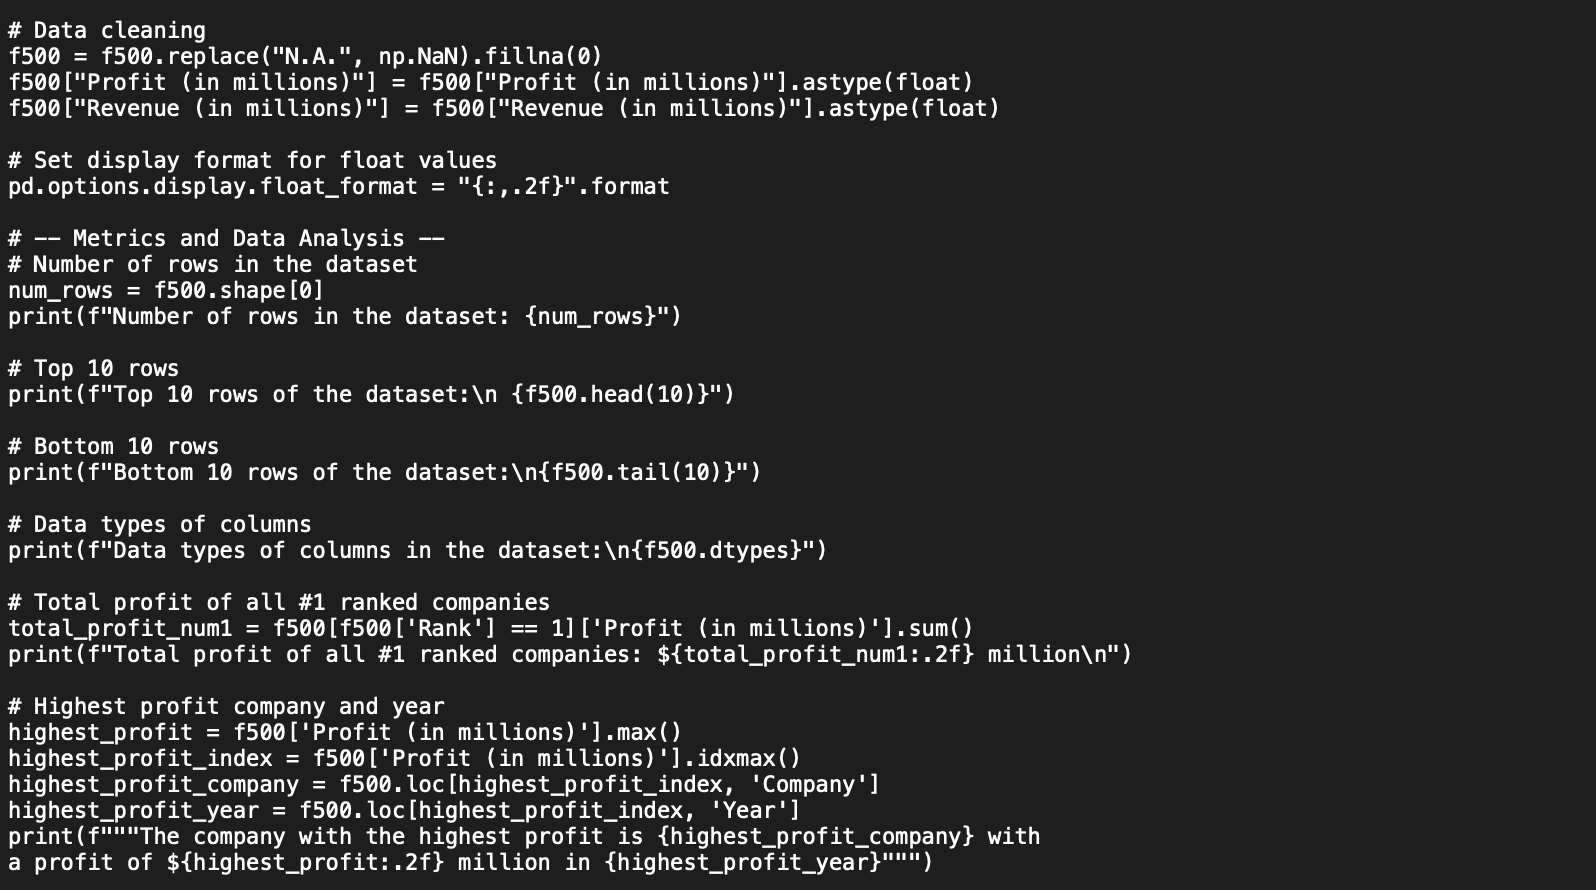 # Data cleaning
f500 = f500.replace("N.A.", np.NaN).fillna(0)
f500["Profit (in millions)"] = f500["Profit (in millions)"].astype(float)
f500["Revenue (in millions)"] = f500["Revenue (in millions)"].astype(float)
# Set display format for float values
pd.options.display.float_format = "{:,.2f}".format
# -- Metrics and Data Analysis --
# Number of rows in the dataset
num_rows = f500.shape[0]
print(f"Number of rows in the dataset: {num_rows}")
# Top 10 rows
print(f"Top 10 rows of the dataset:\n {f500.head(10)}")
# Bottom 10 rows
print(f"Bottom 10 rows of the dataset:\n{f500.tail(10)}")
# Data types of columns
print(f"Data types of columns in the dataset:\n{f500.dtypes}")
# Total profit of all #1 ranked companies
total_profit_num1 = f500[f500['Rank'] == 1]['Profit (in millions)'].sum()
print(f"Total profit of all #1 ranked companies: ${total_profit_num1:.2f} million\n")
# Highest profit company and year
highest_profit = f500['Profit (in millions)'].max()
highest_profit_index = f500['Profit (in millions)'].idxmax()
highest_profit_company = f500.loc[highest_profit_index, 'Company']
highest_profit_year = f500.loc[highest_profit_index, 'Year']
print(f"""The company with the highest profit is {highest_profit_company} with
a profit of ${highest_profit:.2f} million in {highest_profit_year}""")